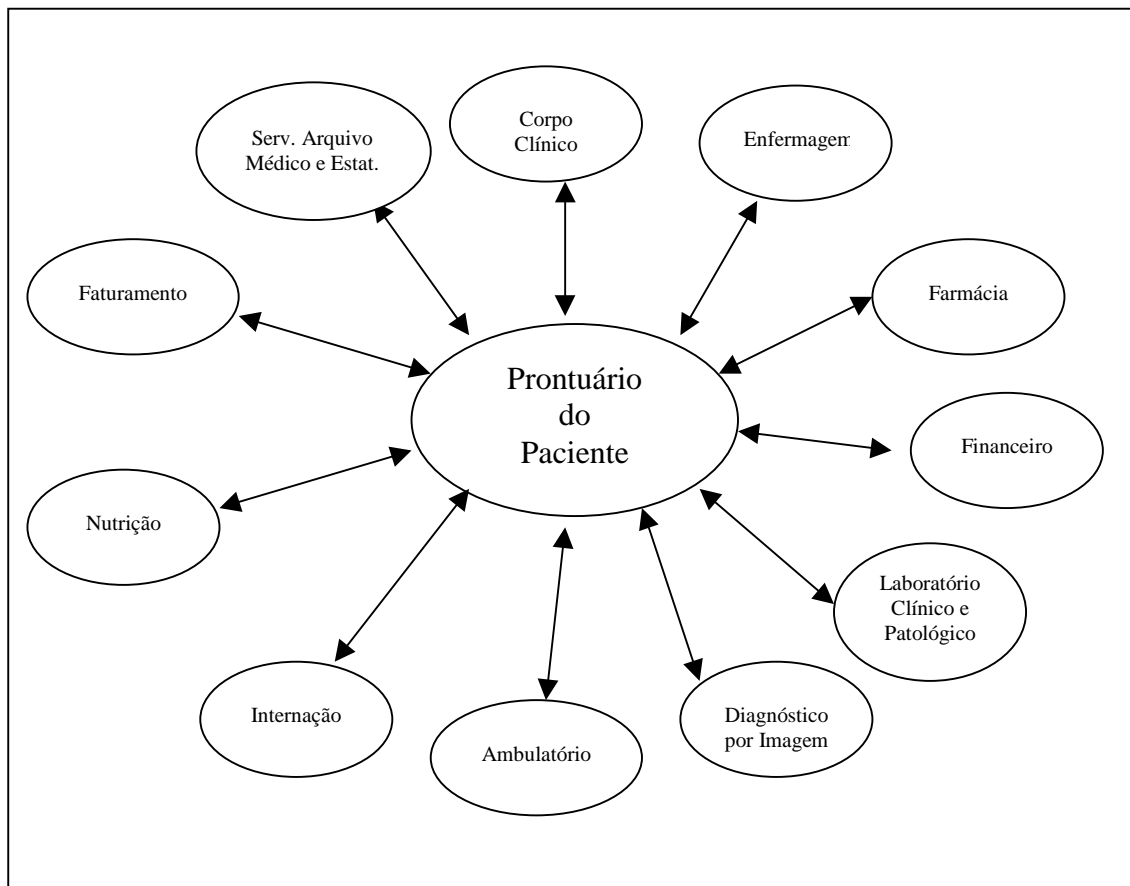 Corpo
Clínico
Enfermagem
Serv. Arquivo
Médico e Estat.
Faturamento
Farmácia
Prontuário
do
Paciente
Financeiro
Nutrição
Laboratório
Clínico e
Patológico
Internação
Diagnóstico
por Imagem
Ambulatório